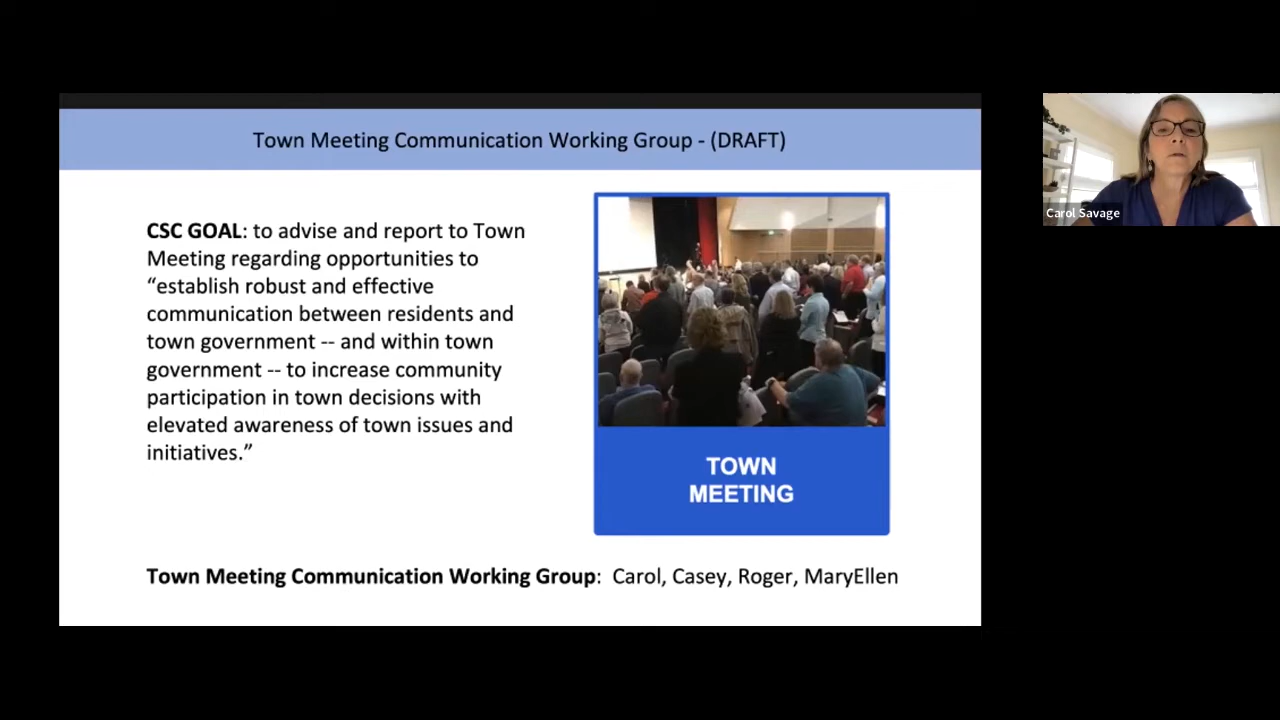 Town Meeting Communication Working Group - (DRAFT)
CSC GOAL: to advise and report to Town
Meeting regarding opportunities to
“establish robust and effective
communication between residents and
town government -- and within town
government -- to increase community
participation in town decisions with
elevated awareness of town issues and
initiatives.”
TOWN
MEETING
Town Meeting Communication Working Group: Carol, Casey, Roger, MaryEllen
Carol Savage